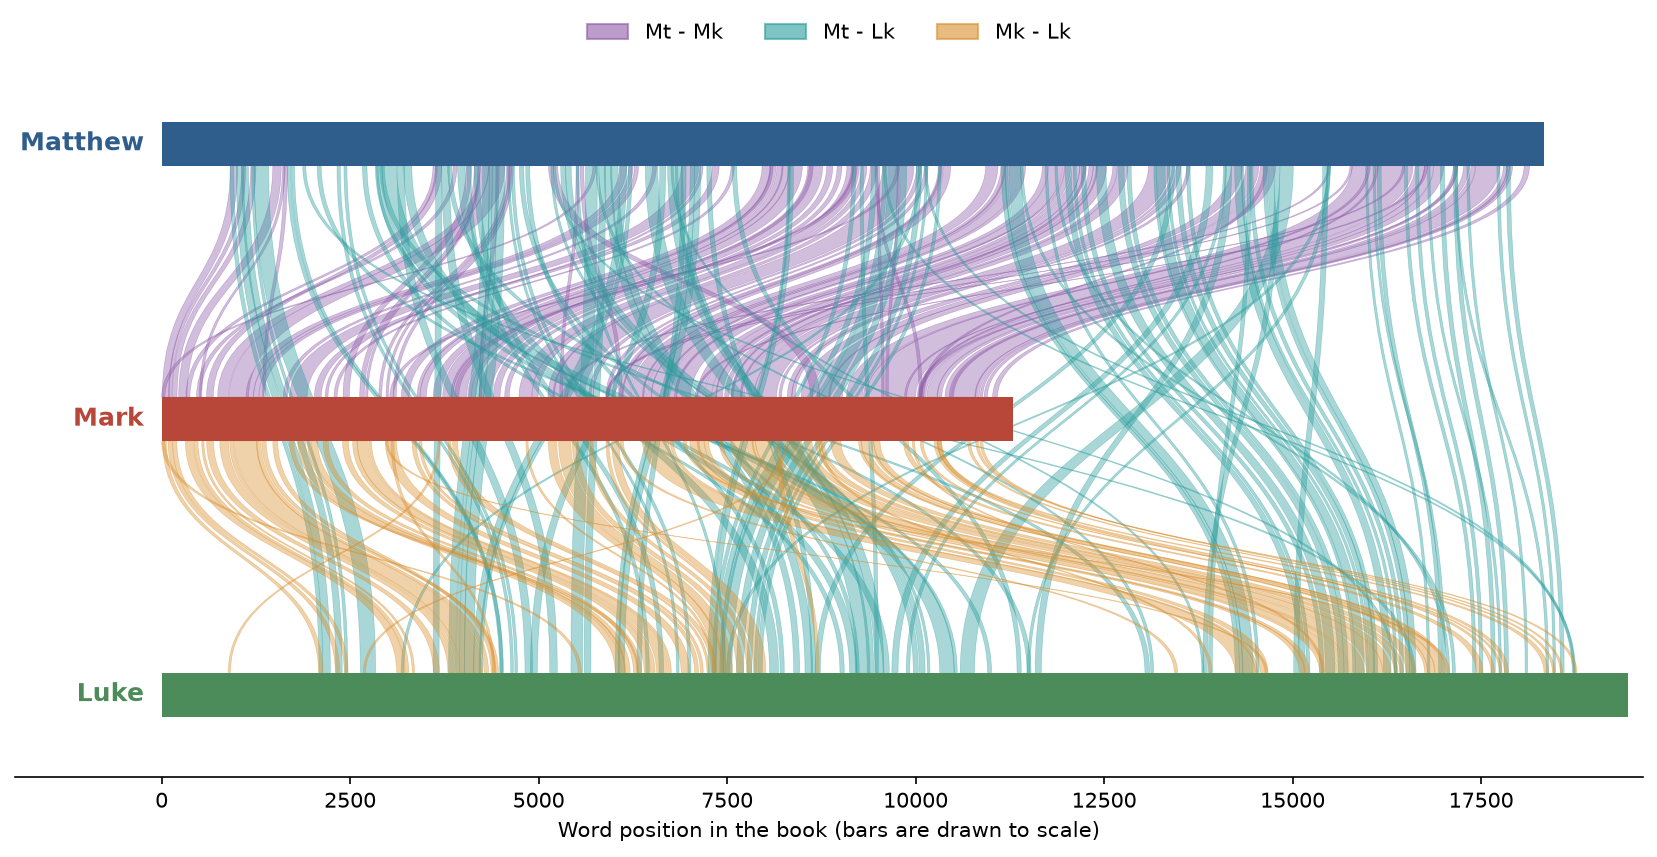 Mt - Mk Mt - Lk Mk - Lk
Matthew
Mark
Luke
0 2500 5000 7500 10000 12500 15000 17500
Word position in the book (bars are drawn to scale)